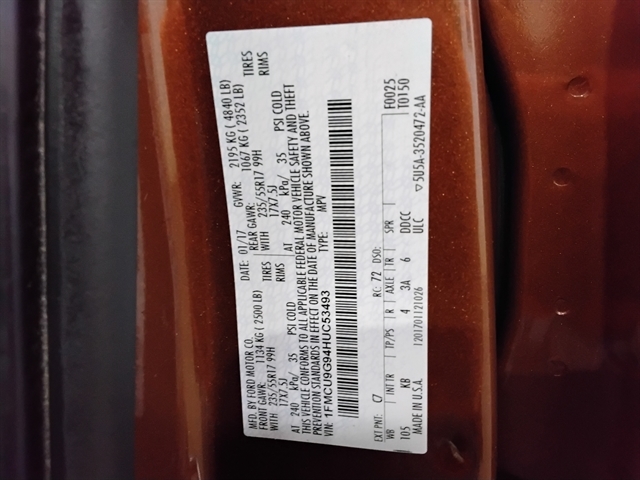 MFD. BY FORD MOTOR CO.
DATE: 01/17 GVWR: 2195 KG ( 4840 LB)
FRONT GAWR: 1134 KG ( 2500 LB) REAR GAWR: 1067 KG ( 2352 LB)
WITH 235/55R17 99H TIRES WITH 235/55R17 99H TIRES
17X7.5J RIMS 17X7.5J RIMS
AT 240 kPa/ 35 PSI COLD AT 240 kPa/ 35 PSI COLD
THIS VEHICLE CONFORMS TO ALL APPLICABLE FEDERAL MOTOR VEHICLE SAFETY AND THEFT
PREVENTION STANDARDS IN EFFECT ON THE DATE OF MANUFACTURE SHOWN ABOVE.
VIN: 1FMCU9G94HUC53493 TYPE: MPV
EXT PNT: CJ RC: 72 DSO: F0025
T0150
WB INT TR TP/PS R AXLE TR SPR
105 KB 4 3A 6 DDCC
ULC
MADE IN U.S.A. 1201701121026 ▽5U5A-3520472-AA